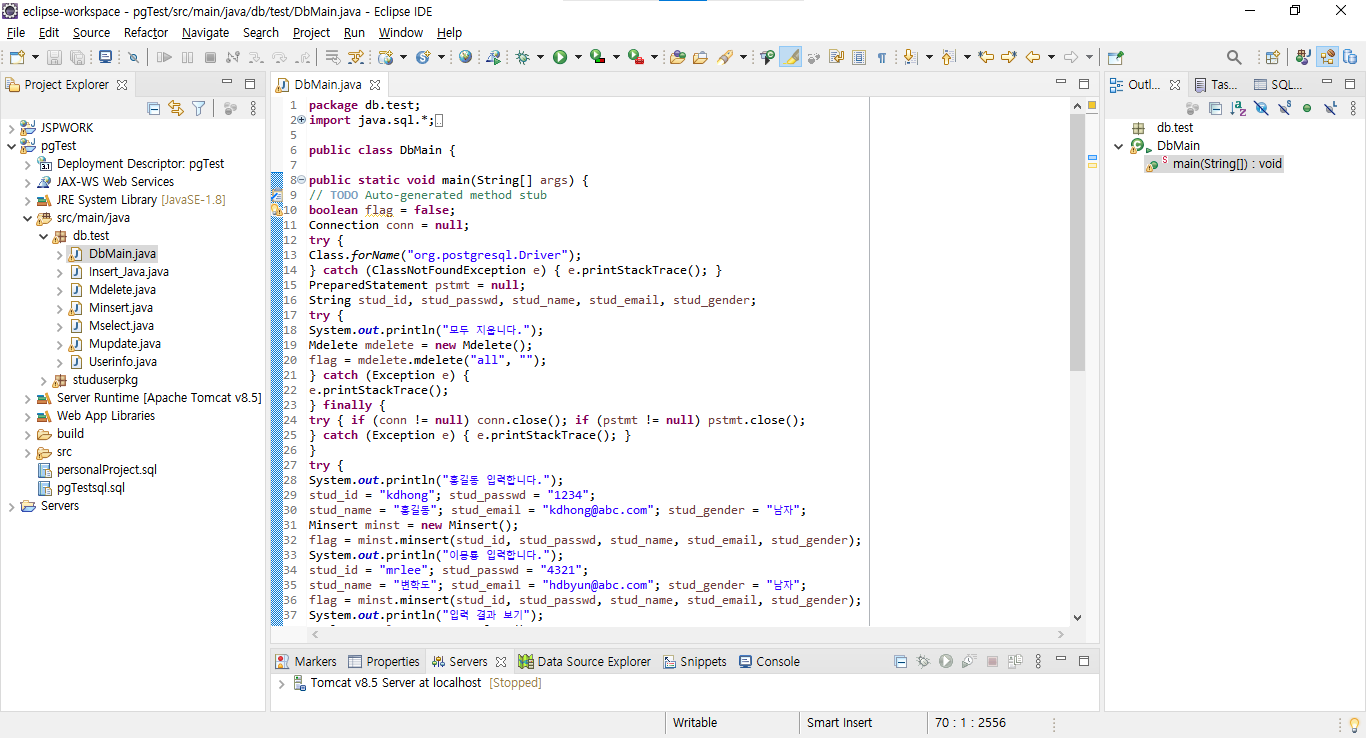 eclipse-workspace - pgTest/src/main/java/db/test/DbMain.java - Eclipse IDE
File Edit Source Refactor Navigate Search Project Run Window Help
Project Explorer
JSPWORK
pgTest
Deployment Descriptor: pgTest
JAX-WS Web Services
JRE System Library [JavaSE-1.8]
src/main/java
db.test
DbMain.java
Insert_Java.java
Mdelete.java
Minsert.java
Mselect.java
Mupdate.java
Userinfo.java
studuserpkg
Server Runtime [Apache Tomcat v8.5]
Web App Libraries
build
src
personalProject.sql
pgTestsql.sql
Servers
DbMain.java
1 package db.test;
2 import java.sql.*;
5
6 public class DbMain {
7
8 public static void main(String[] args) {
9 // TODO Auto-generated method stub
10 boolean flag = false;
11 Connection conn = null;
12 try {
13 Class.forName("org.postgresql.Driver");
14 } catch (ClassNotFoundException e) { e.printStackTrace(); }
15 PreparedStatement pstmt = null;
16 String stud_id, stud_passwd, stud_name, stud_email, stud_gender;
17 try {
18 System.out.println("모두 지웁니다.");
19 Mdelete mdelete = new Mdelete();
20 flag = mdelete.mdelete("all", "");
21 } catch (Exception e) {
22 e.printStackTrace();
23 } finally {
24 try { if (conn != null) conn.close(); if (pstmt != null) pstmt.close();
25 } catch (Exception e) { e.printStackTrace(); }
26 }
27 try {
28 System.out.println("홍길동 입력합니다.");
29 stud_id = "kdhong"; stud_passwd = "1234";
30 stud_name = "홍길동"; stud_email = "kdhong@abc.com"; stud_gender = "남자";
31 Minsert minst = new Minsert();
32 flag = minst.minsert(stud_id, stud_passwd, stud_name, stud_email, stud_gender);
33 System.out.println("이몽룡 입력합니다.");
34 stud_id = "mrlee"; stud_passwd = "4321";
35 stud_name = "변학도"; stud_email = "hdbyun@abc.com"; stud_gender = "남자";
36 flag = minst.minsert(stud_id, stud_passwd, stud_name, stud_email, stud_gender);
37 System.out.println("입력 결과 보기");
Outl... Tas... SQL...
db.test
DbMain
main(String[]) : void
Markers Properties Servers Data Source Explorer Snippets Console
Tomcat v8.5 Server at localhost [Stopped]
Writable Smart Insert 70 : 1 : 2556